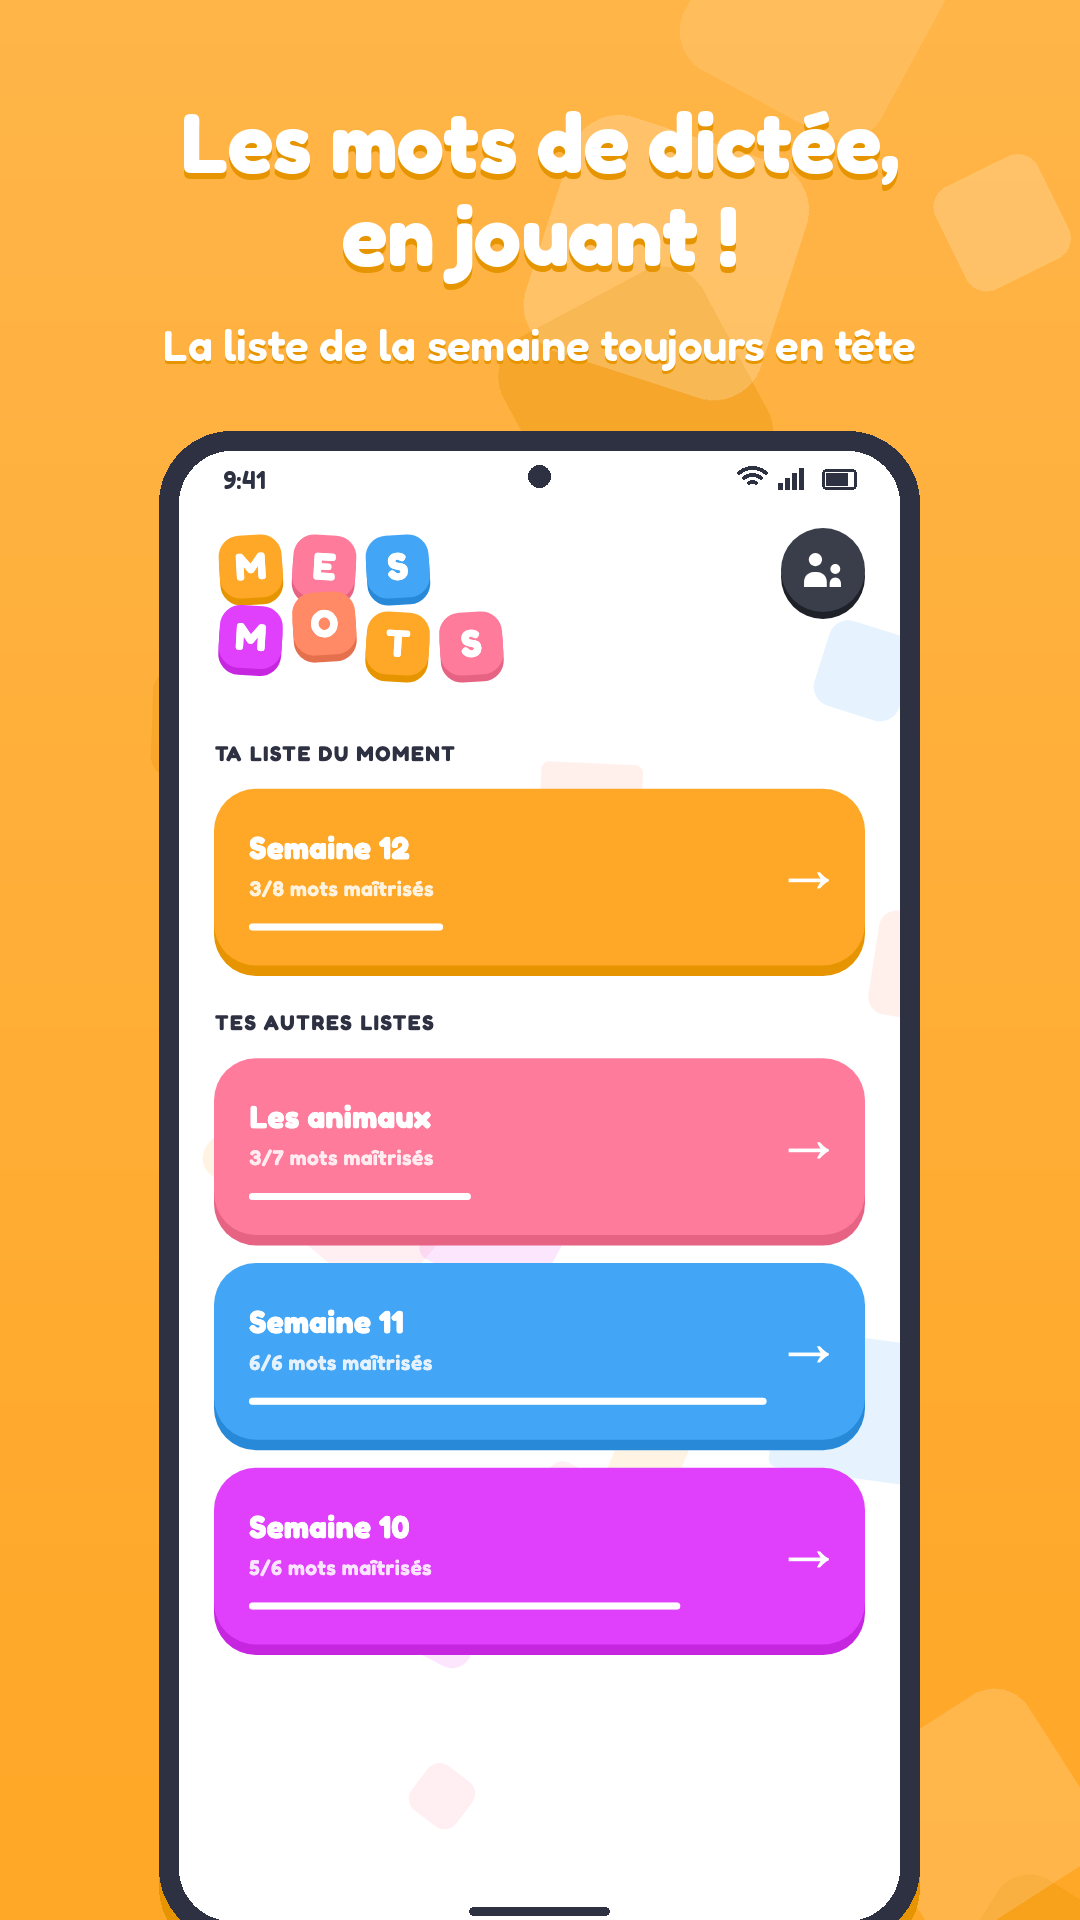 Les mots de dictée,
en jouant !
La liste de la semaine toujours en tête
9:41
MES
MOTS
TA LISTE DU MOMENT
Semaine 12
3/8 mots maîtrisés
→
TES AUTRES LISTES
Les animaux
3/7 mots maîtrisés
→
Semaine 11
6/6 mots maîtrisés
→
Semaine 10
5/6 mots maîtrisés
→